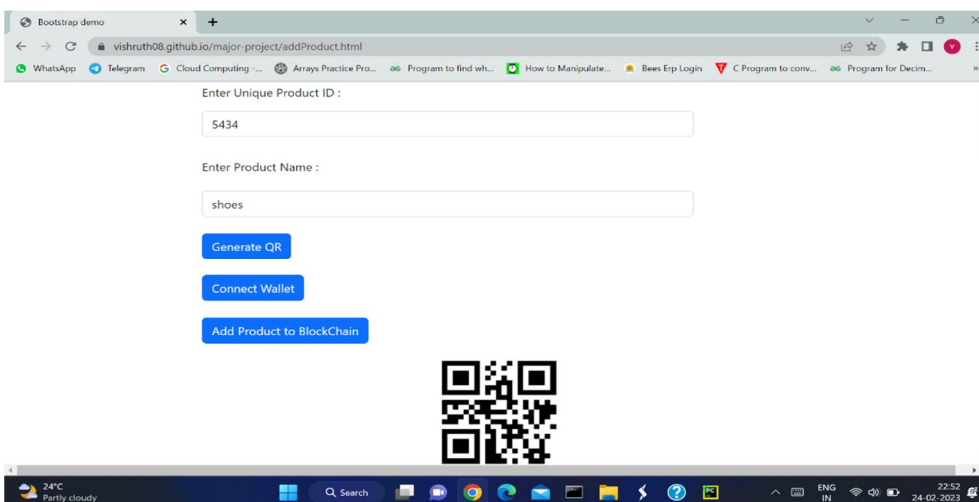 Bootstrap demo
vishruth08.github.io/major-project/addProduct.html
WhatsApp Telegram Cloud Computing -... Arrays Practice Pro... Program to find wh... How to Manipulate... Bees Erp Login C Program to conv... Program for Decim...
Enter Unique Product ID :
5434
Enter Product Name :
shoes
Generate QR
Connect Wallet
Add Product to BlockChain
24°C
Partly cloudy
Search
ENG
IN
22:52
24-02-2023